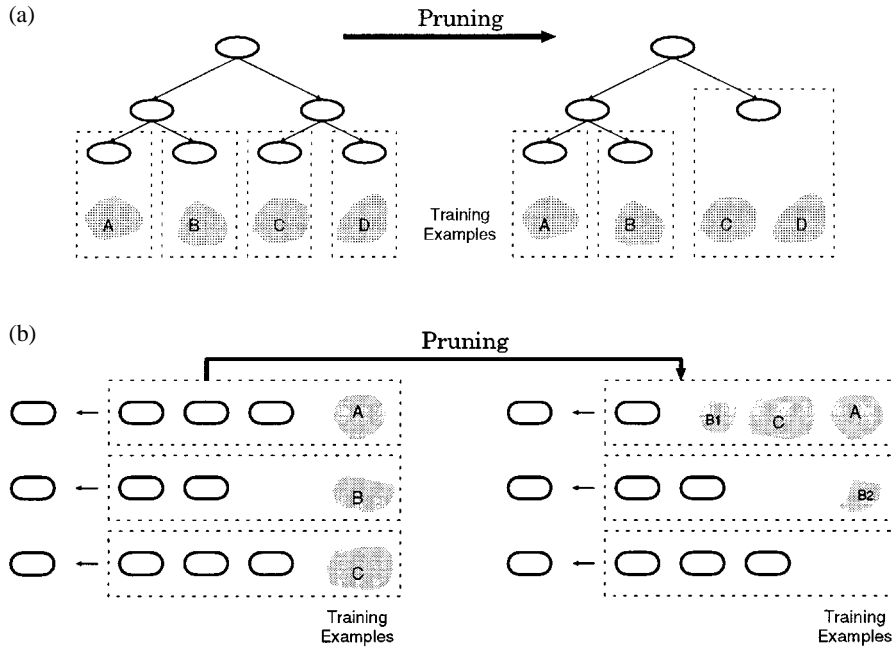 (a)
Pruning
A B C D
Training
Examples
A B C D
(b)
Pruning
A
B1 C A
B
B2
C
Training
Examples
Training
Examples